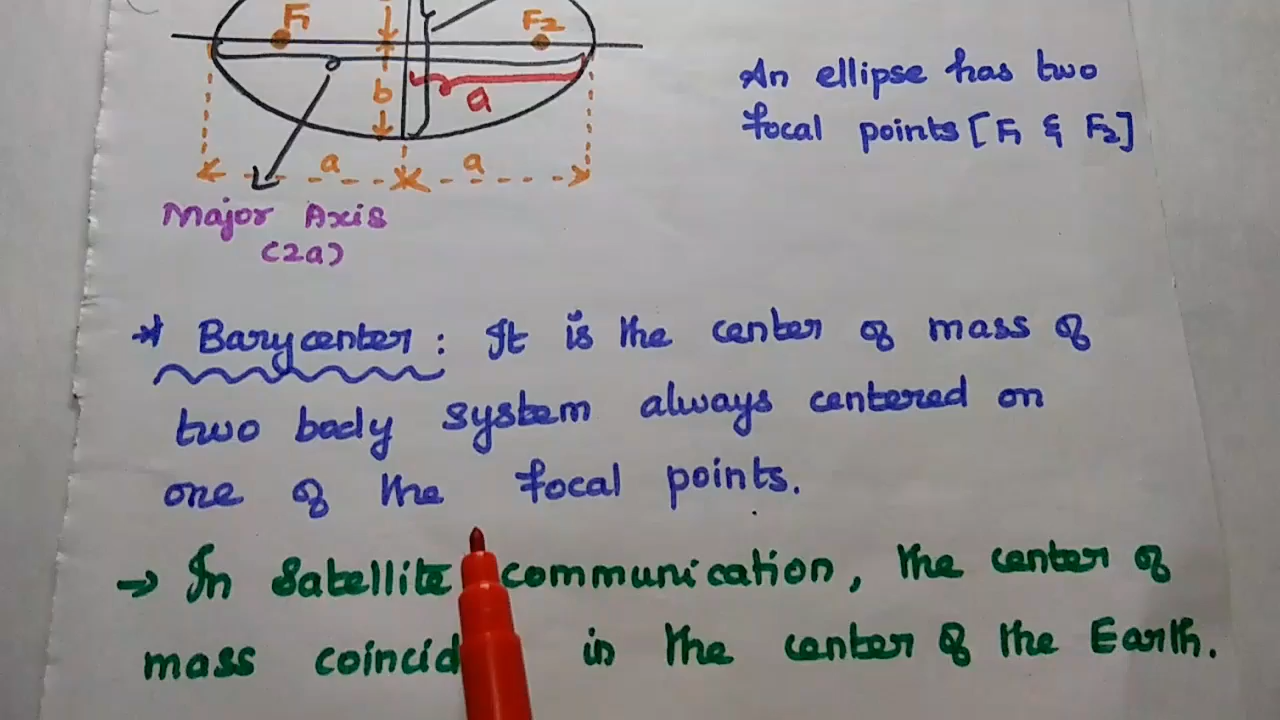 F1
F2
b
a
a
a
Major Axis
(2a)
An ellipse has two
focal points [F1 & F2]
* Barycenter: It is the center of mass of
two body system always centered on
one of the focal points.
→ In Satellite communication, the center of
mass coincid in the center of the Earth.